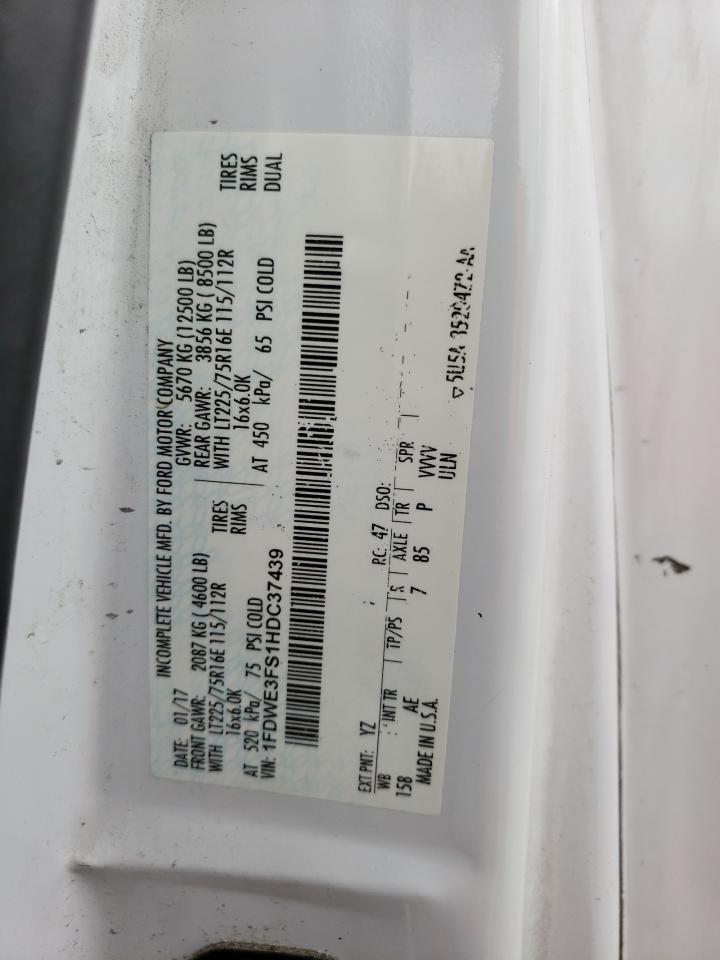 INCOMPLETE VEHICLE MFD. BY FORD MOTOR COMPANY
DATE: 01/17 GVWR: 5670 KG (12500 LB)
FRONT GAWR: 2087 KG ( 4600 LB) REAR GAWR: 3856 KG ( 8500 LB)
WITH LT225/75R16E 115/112R TIRES WITH LT225/75R16E 115/112R TIRES
16x6.0K RIMS 16x6.0K RIMS
AT 520 kPa/ 75 PSI COLD AT 450 kPa/ 65 PSI COLD DUAL
VIN: 1FDWE3FS1HDC37439
EXT PNT: YZ RC: 47 DSO:
WB INT TR TP/PS R AXLE TR SPR
158 AE 7 85 P VVVV
MADE IN U.S.A. ULN